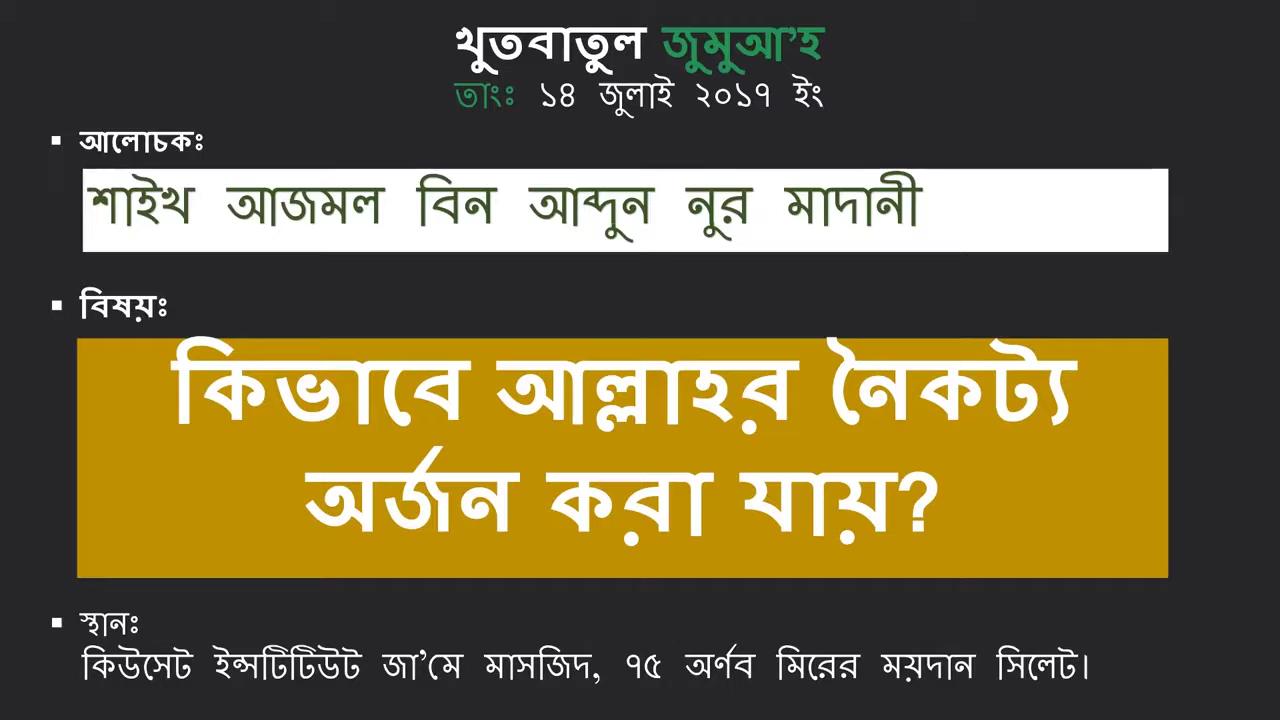 খুতবাতুল জুমুআ’হ
তাংঃ ১৪ জুলাই ২০১৭ ইং
▪ আলোচকঃ
শাইখ আজমল বিন আব্দুন নুর মাদানী
▪ বিষয়ঃ
কিভাবে আল্লাহর নৈকট্য
অর্জন করা যায়?
▪ স্থানঃ
কিউসেট ইন্সটিটিউট জা’মে মাসজিদ, ৭৫ অর্ণব মিরের ময়দান সিলেট।